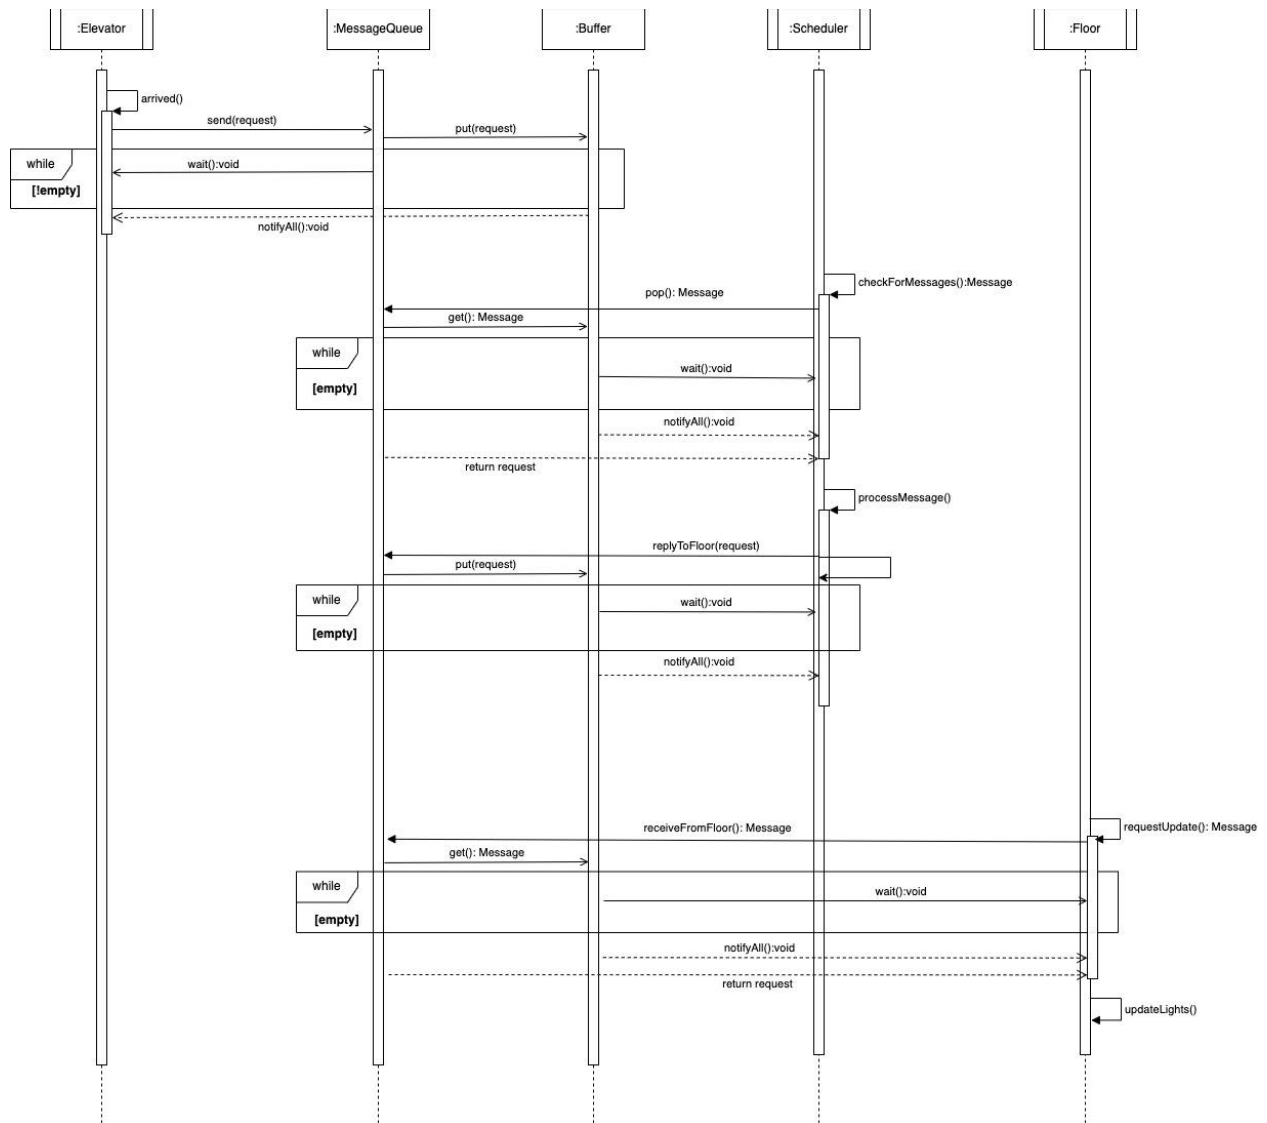 :Elevator
:MessageQueue
:Buffer
:Scheduler
:Floor
arrived()
send(request)
put(request)
while
wait():void
[!empty]
notifyAll():void
checkForMessages():Message
pop(): Message
get(): Message
while
wait():void
[empty]
notifyAll():void
return request
processMessage()
replyToFloor(request)
put(request)
while
wait():void
[empty]
notifyAll():void
requestUpdate(): Message
receiveFromFloor(): Message
get(): Message
while
wait():void
[empty]
notifyAll():void
return request
updateLights()